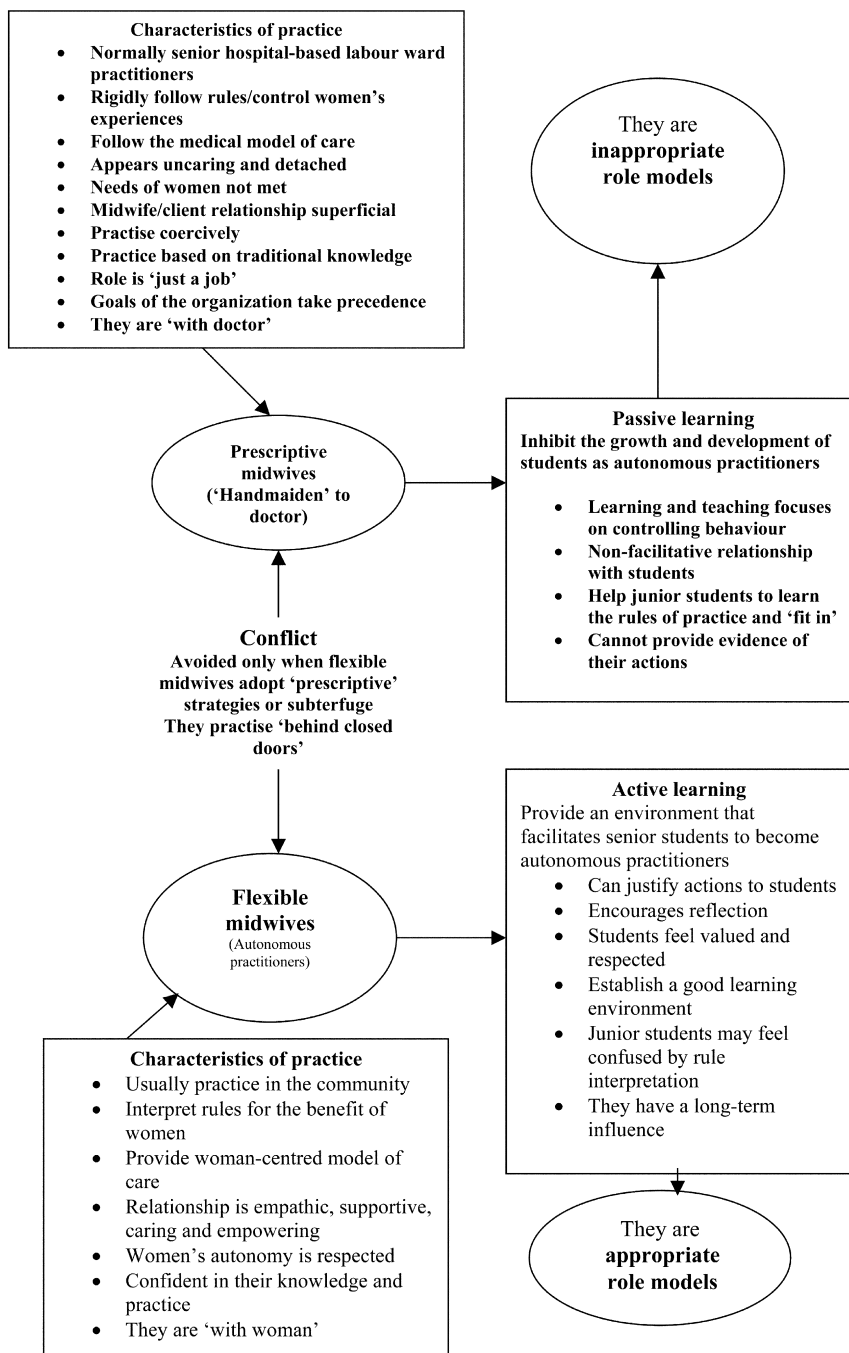 Characteristics of practice
• Normally senior hospital-based labour ward
practitioners
• Rigidly follow rules/control women's
experiences
• Follow the medical model of care
• Appears uncaring and detached
• Needs of women not met
• Midwife/client relationship superficial
• Practise coercively
• Practice based on traditional knowledge
• Role is 'just a job'
• Goals of the organization take precedence
• They are 'with doctor'
They are
inappropriate
role models
Prescriptive
midwives
('Handmaiden' to
doctor)
Passive learning
Inhibit the growth and development of
students as autonomous practitioners
• Learning and teaching focuses
on controlling behaviour
• Non-facilitative relationship
with students
• Help junior students to learn
the rules of practice and 'fit in'
• Cannot provide evidence of
their actions
Conflict
Avoided only when flexible
midwives adopt 'prescriptive'
strategies or subterfuge
They practise 'behind closed
doors'
Flexible
midwives
(Autonomous
practitioners)
Active learning
Provide an environment that
facilitates senior students to become
autonomous practitioners
• Can justify actions to students
• Encourages reflection
• Students feel valued and
respected
• Establish a good learning
environment
• Junior students may feel
confused by rule
interpretation
• They have a long-term
influence
Characteristics of practice
• Usually practice in the community
• Interpret rules for the benefit of
women
• Provide woman-centred model of
care
• Relationship is empathic, supportive,
caring and empowering
• Women's autonomy is respected
• Confident in their knowledge and
practice
• They are 'with woman'
They are
appropriate
role models